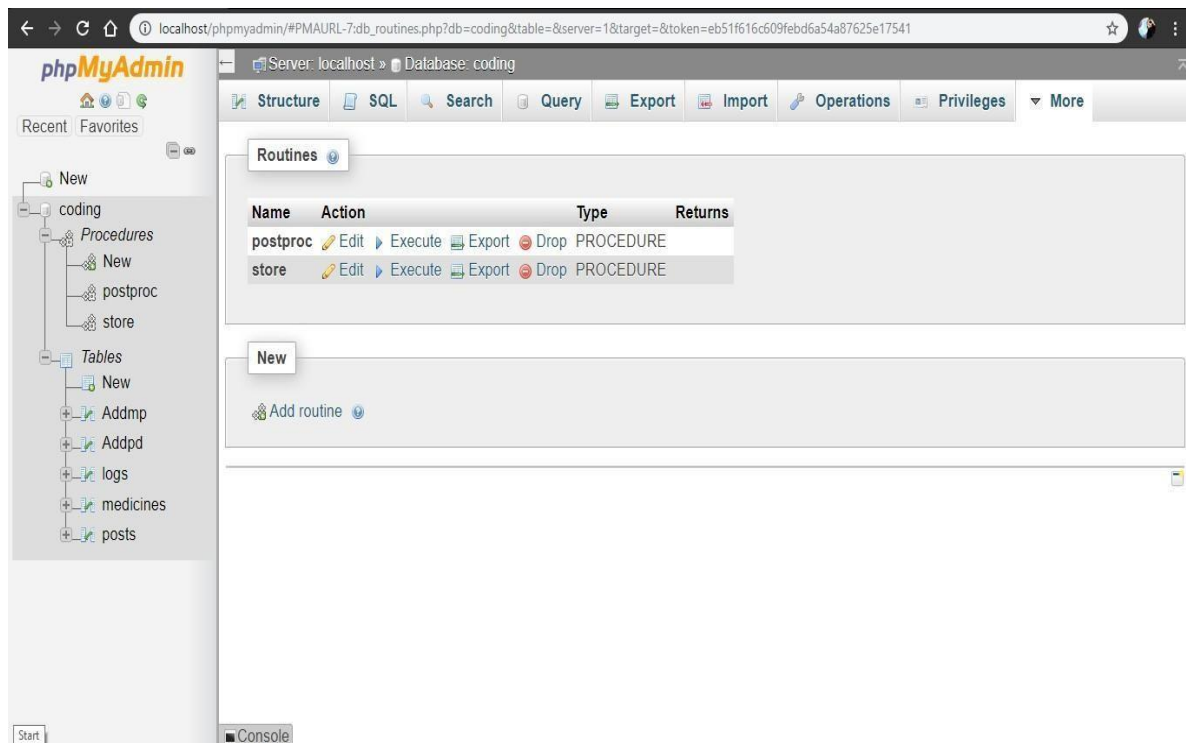 localhost/phpmyadmin/#PMAURL-7:db_routines.php?db=coding&table=&server=1&target=&token=eb51f616c609febd6a54a87625e17541
phpMyAdmin
Recent Favorites
New
coding
Procedures
New
postproc
store
Tables
New
Addmp
Addpd
logs
medicines
posts
Start
Server: localhost » Database: coding
Structure SQL Search Query Export Import Operations Privileges More
Routines
Name Action Type Returns
postproc Edit Execute Export Drop PROCEDURE
store Edit Execute Export Drop PROCEDURE
New
Add routine
Console